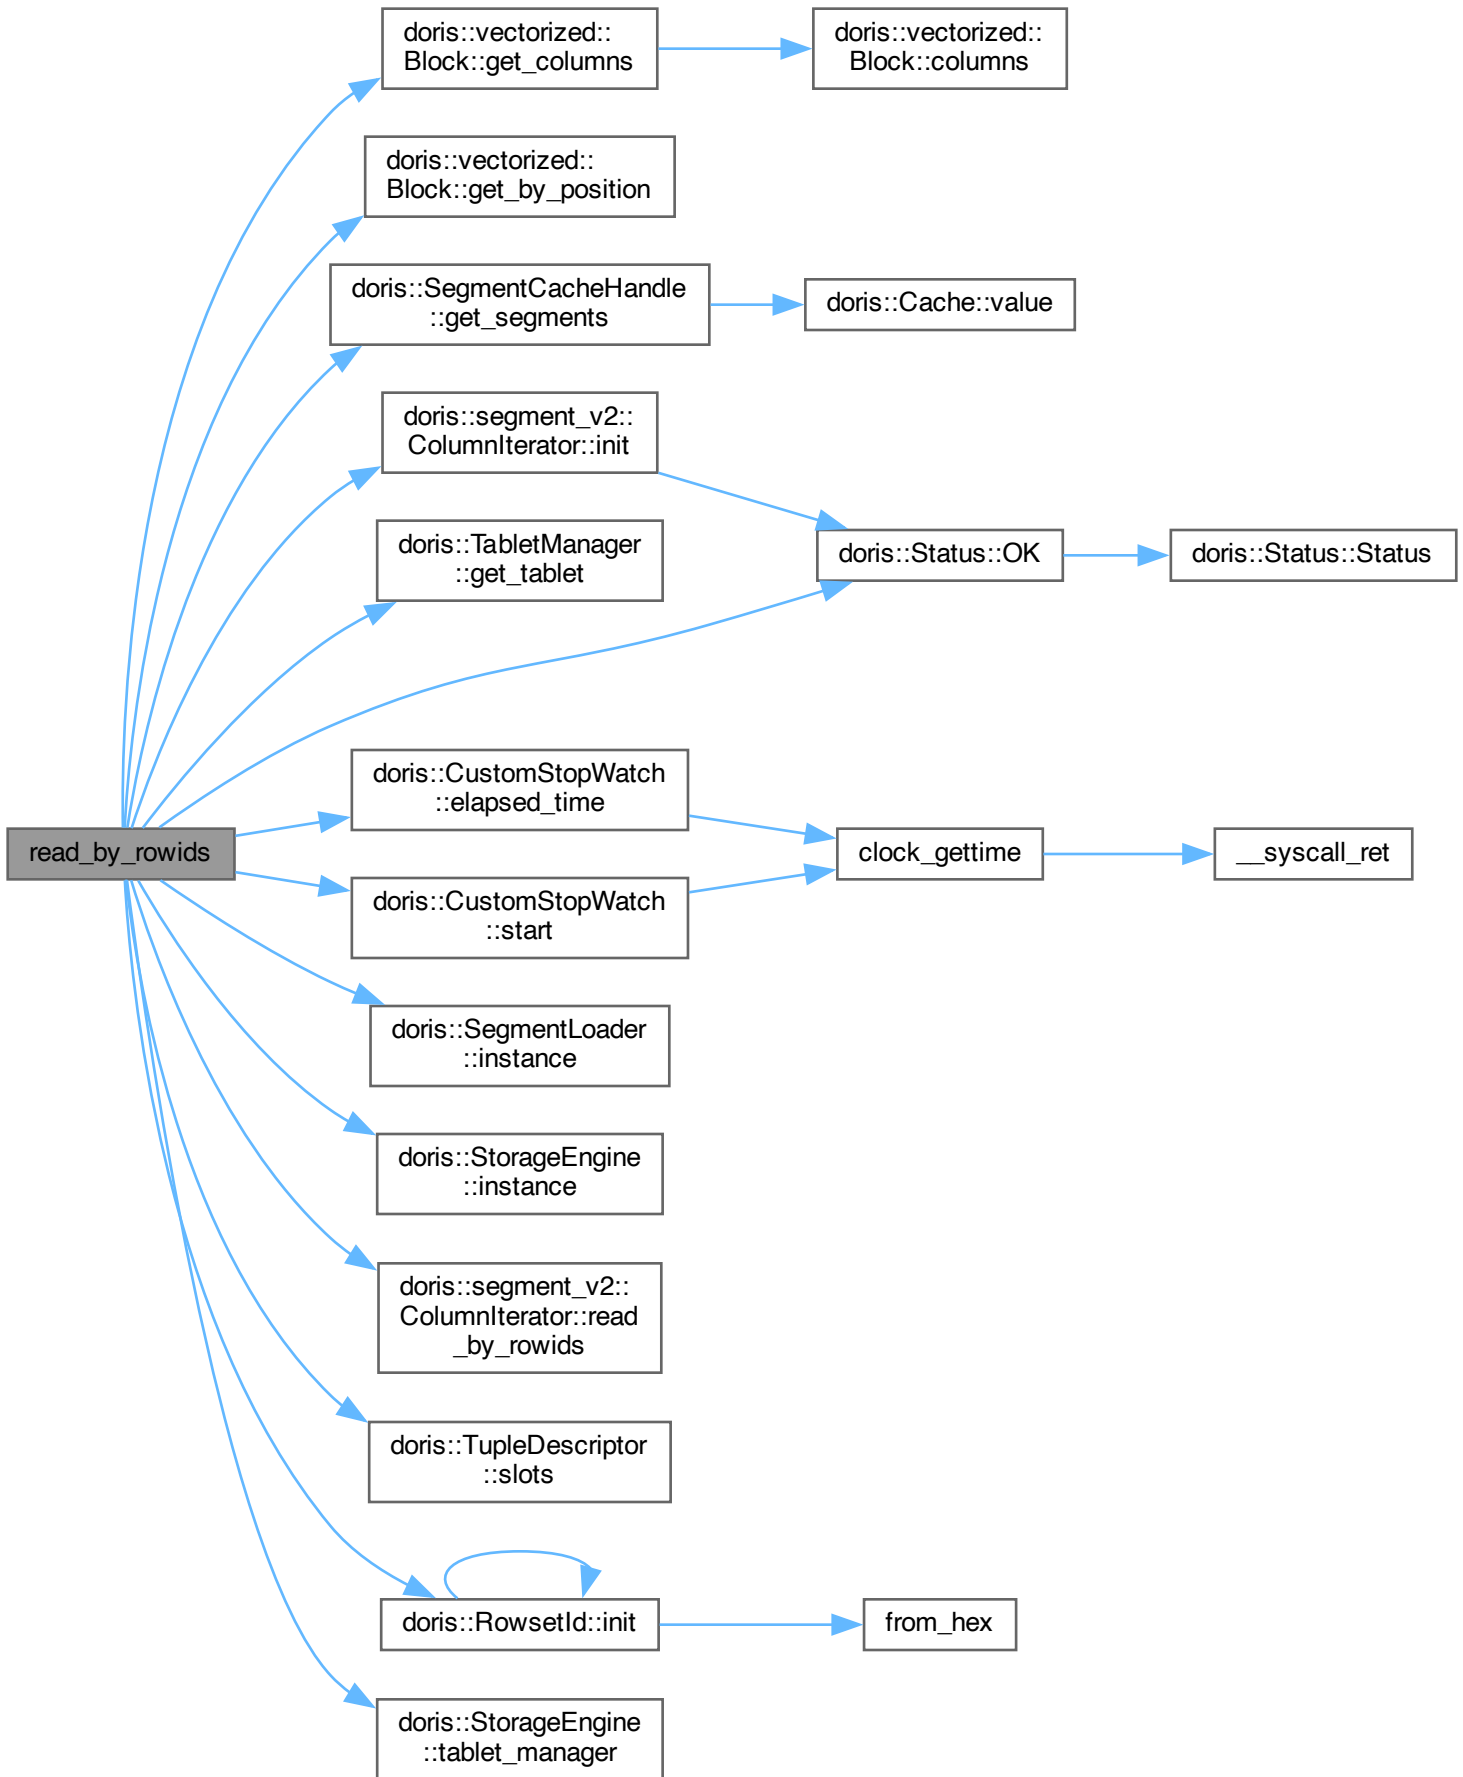 doris::vectorized::
Block::get_columns
doris::vectorized::
Block::columns
doris::vectorized::
Block::get_by_position
doris::SegmentCacheHandle
::get_segments
doris::Cache::value
doris::segment_v2::
ColumnIterator::init
doris::TabletManager
::get_tablet
doris::Status::OK
doris::Status::Status
doris::CustomStopWatch
::elapsed_time
read_by_rowids
clock_gettime
__syscall_ret
doris::CustomStopWatch
::start
doris::SegmentLoader
::instance
doris::StorageEngine
::instance
doris::segment_v2::
ColumnIterator::read
_by_rowids
doris::TupleDescriptor
::slots
doris::RowsetId::init
from_hex
doris::StorageEngine
::tablet_manager